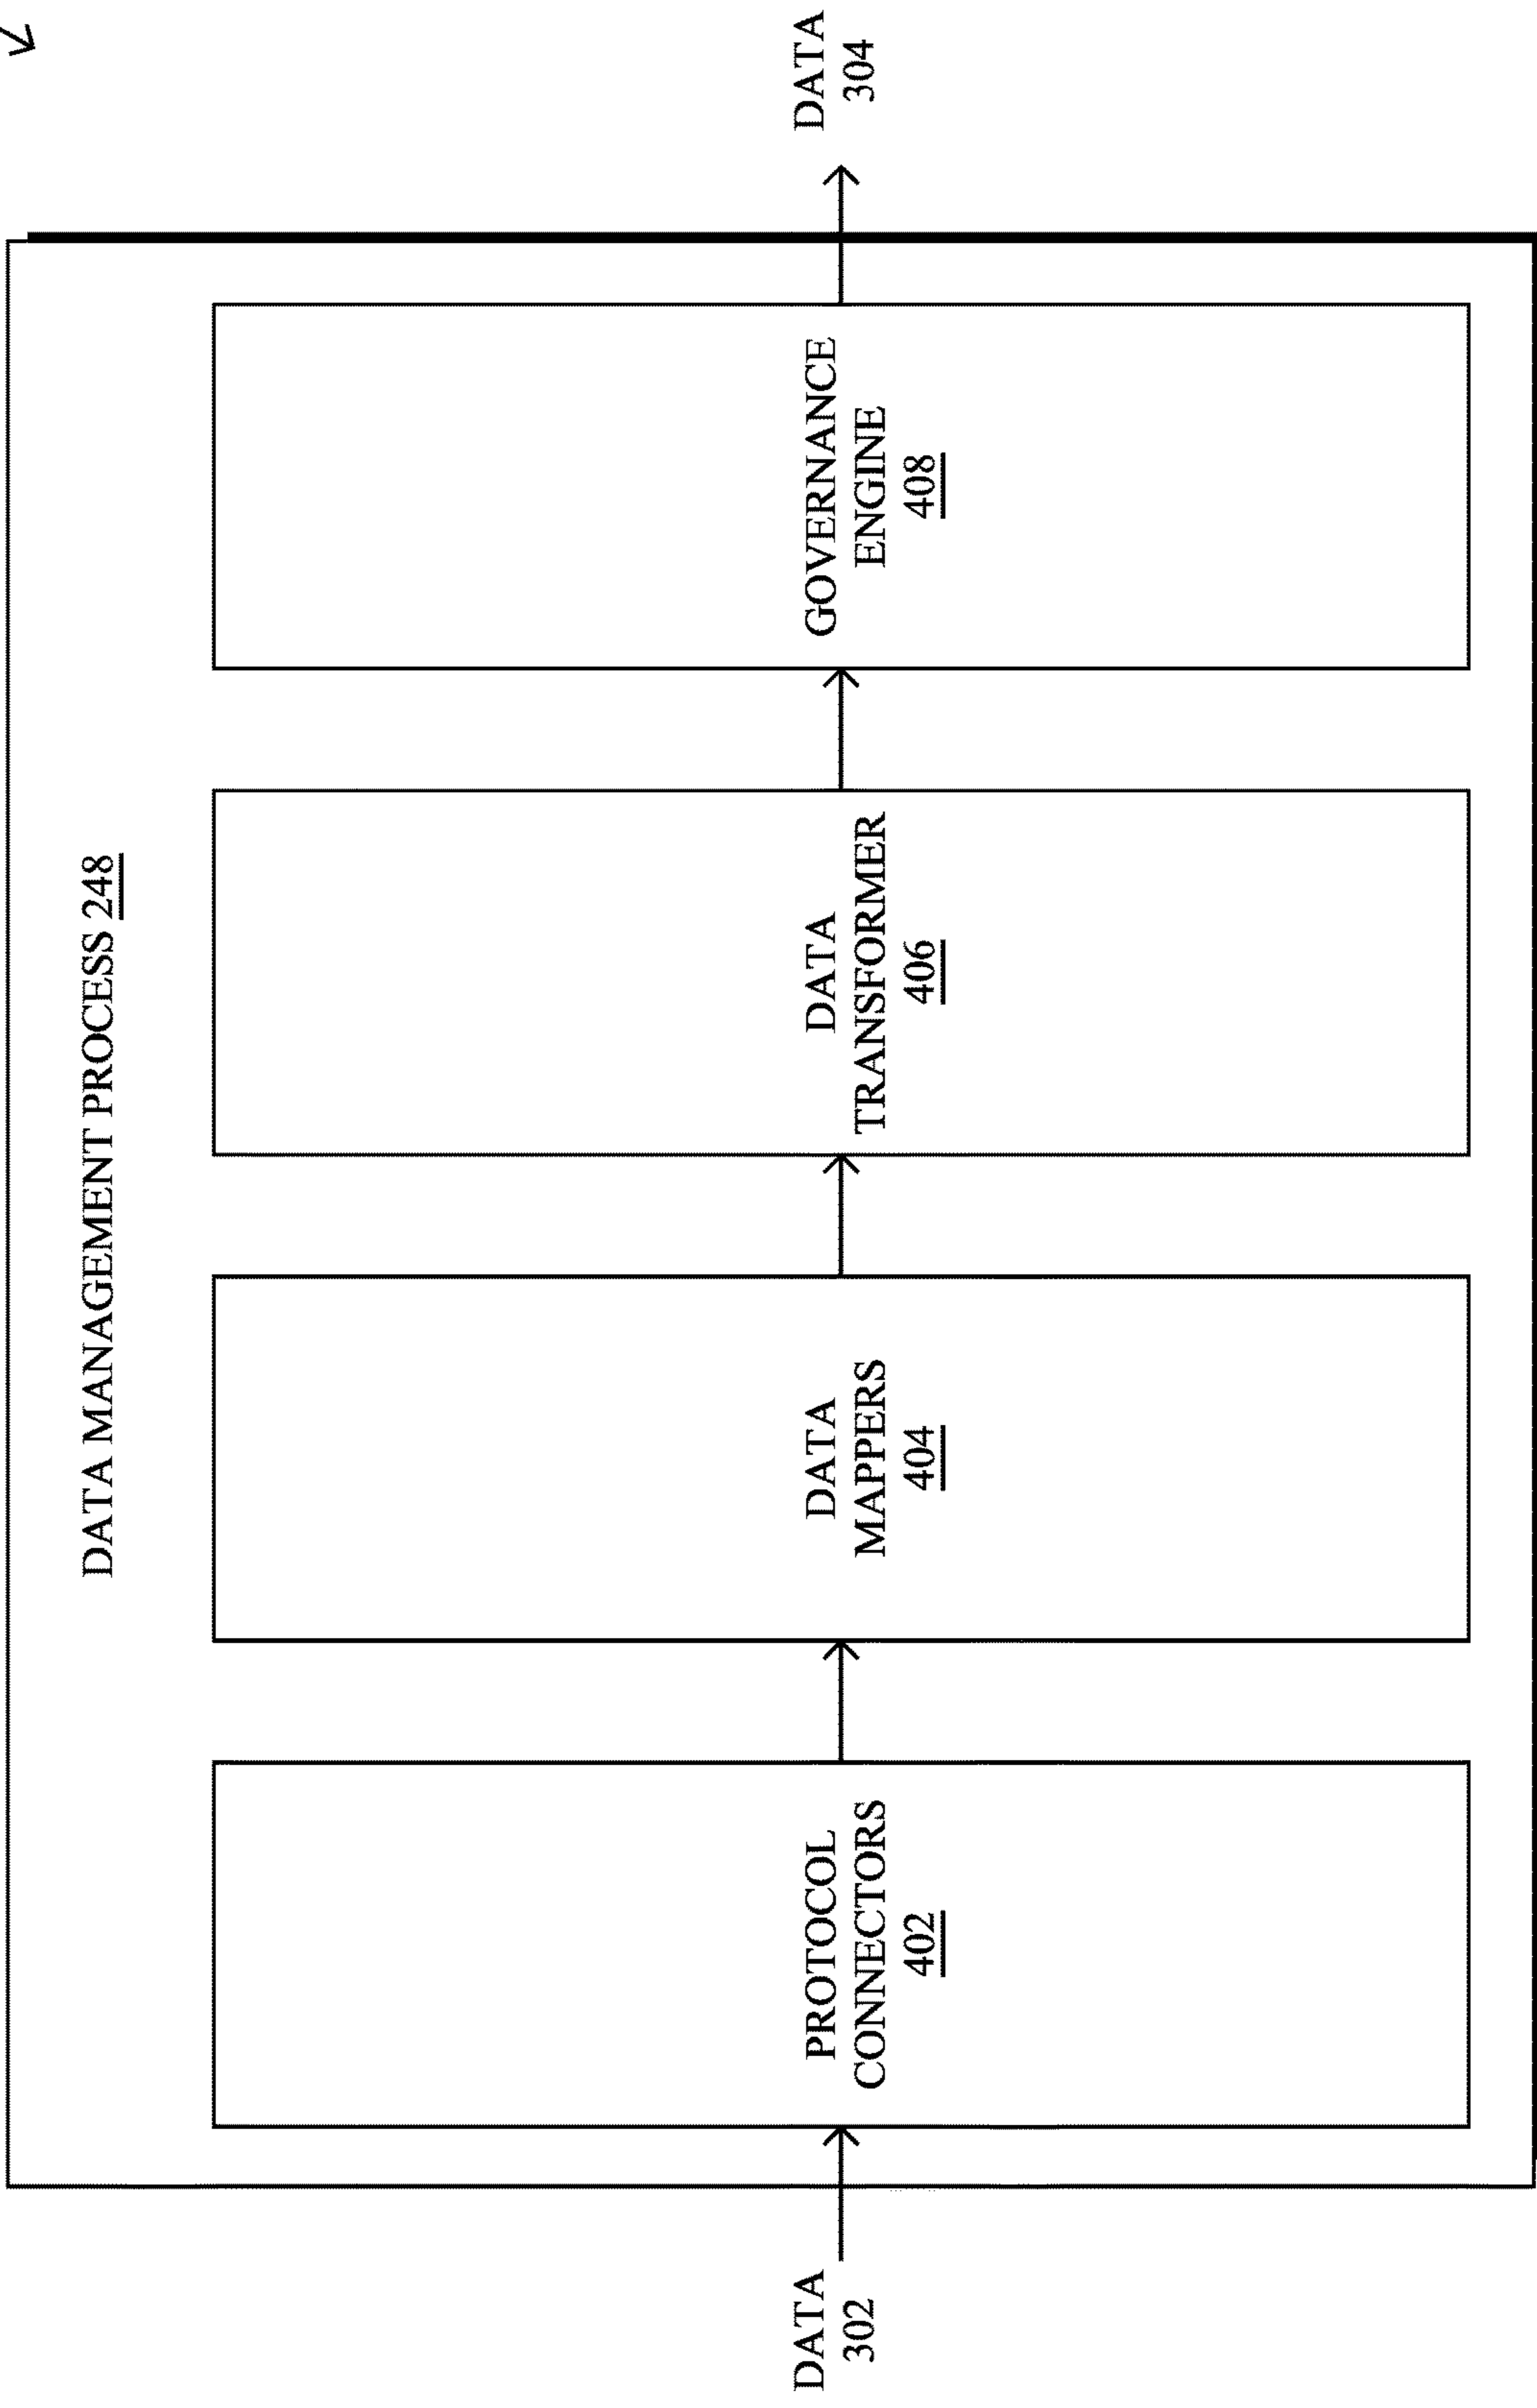 DATA MANAGEMENT PROCESS 248
DATA
302
PROTOCOL
CONNECTORS
402
DATA
MAPPERS
404
DATA
TRANSFORMER
406
GOVERNANCE
ENGINE
408
DATA
304